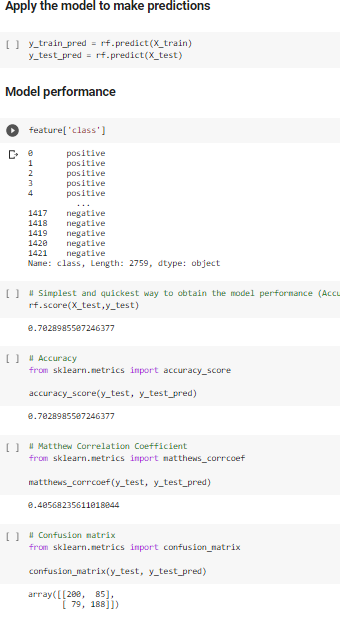 Apply the model to make predictions
[ ] y_train_pred = rf.predict(X_train)
y_test_pred = rf.predict(X_test)
Model performance
feature['class']
0 positive
1 positive
2 positive
3 positive
4 positive
...
1417 negative
1418 negative
1419 negative
1420 negative
1421 negative
Name: class, Length: 2759, dtype: object
[ ] # Simplest and quickest way to obtain the model performance (Accu
rf.score(X_test,y_test)
0.7028985507246377
[ ] # Accuracy
from sklearn.metrics import accuracy_score
accuracy_score(y_test, y_test_pred)
0.7028985507246377
[ ] # Matthew Correlation Coefficient
from sklearn.metrics import matthews_corrcoef
matthews_corrcoef(y_test, y_test_pred)
0.40568235611018044
[ ] # Confusion matrix
from sklearn.metrics import confusion_matrix
confusion_matrix(y_test, y_test_pred)
array([[200, 85],
[ 79, 188]])